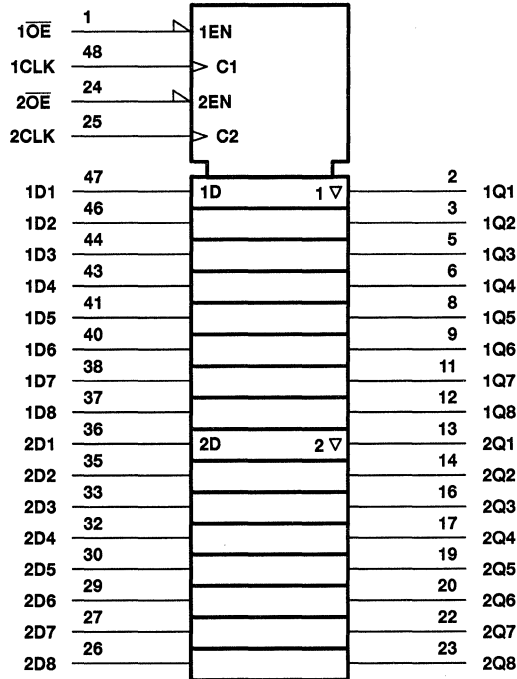 1
1O̅E̅ 1EN
48
1CLK C1
24
2O̅E̅ 2EN
25
2CLK C2
47 2
1D1 1D 1 ▽ 1Q1
46 3
1D2 1Q2
44 5
1D3 1Q3
43 6
1D4 1Q4
41 8
1D5 1Q5
40 9
1D6 1Q6
38 11
1D7 1Q7
37 12
1D8 1Q8
36 13
2D1 2D 2 ▽ 2Q1
35 14
2D2 2Q2
33 16
2D3 2Q3
32 17
2D4 2Q4
30 19
2D5 2Q5
29 20
2D6 2Q6
27 22
2D7 2Q7
26 23
2D8 2Q8